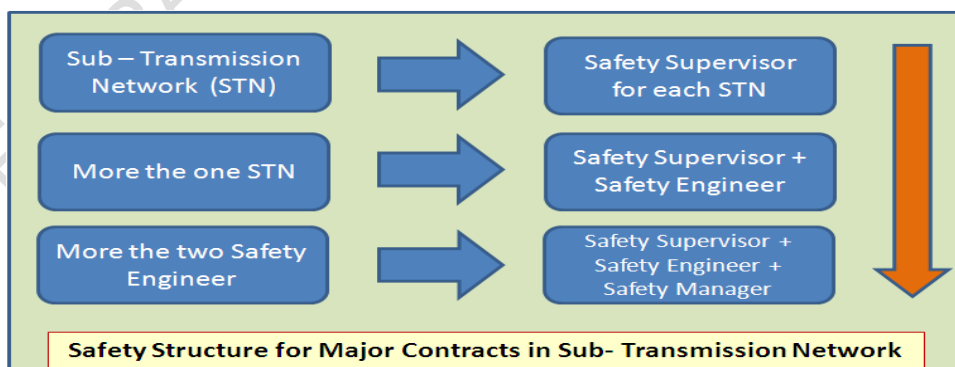 Sub – Transmission
Network (STN)
Safety Supervisor
for each STN
More the one STN
Safety Supervisor +
Safety Engineer
More the two Safety
Engineer
Safety Supervisor +
Safety Engineer +
Safety Manager
Safety Structure for Major Contracts in Sub- Transmission Network